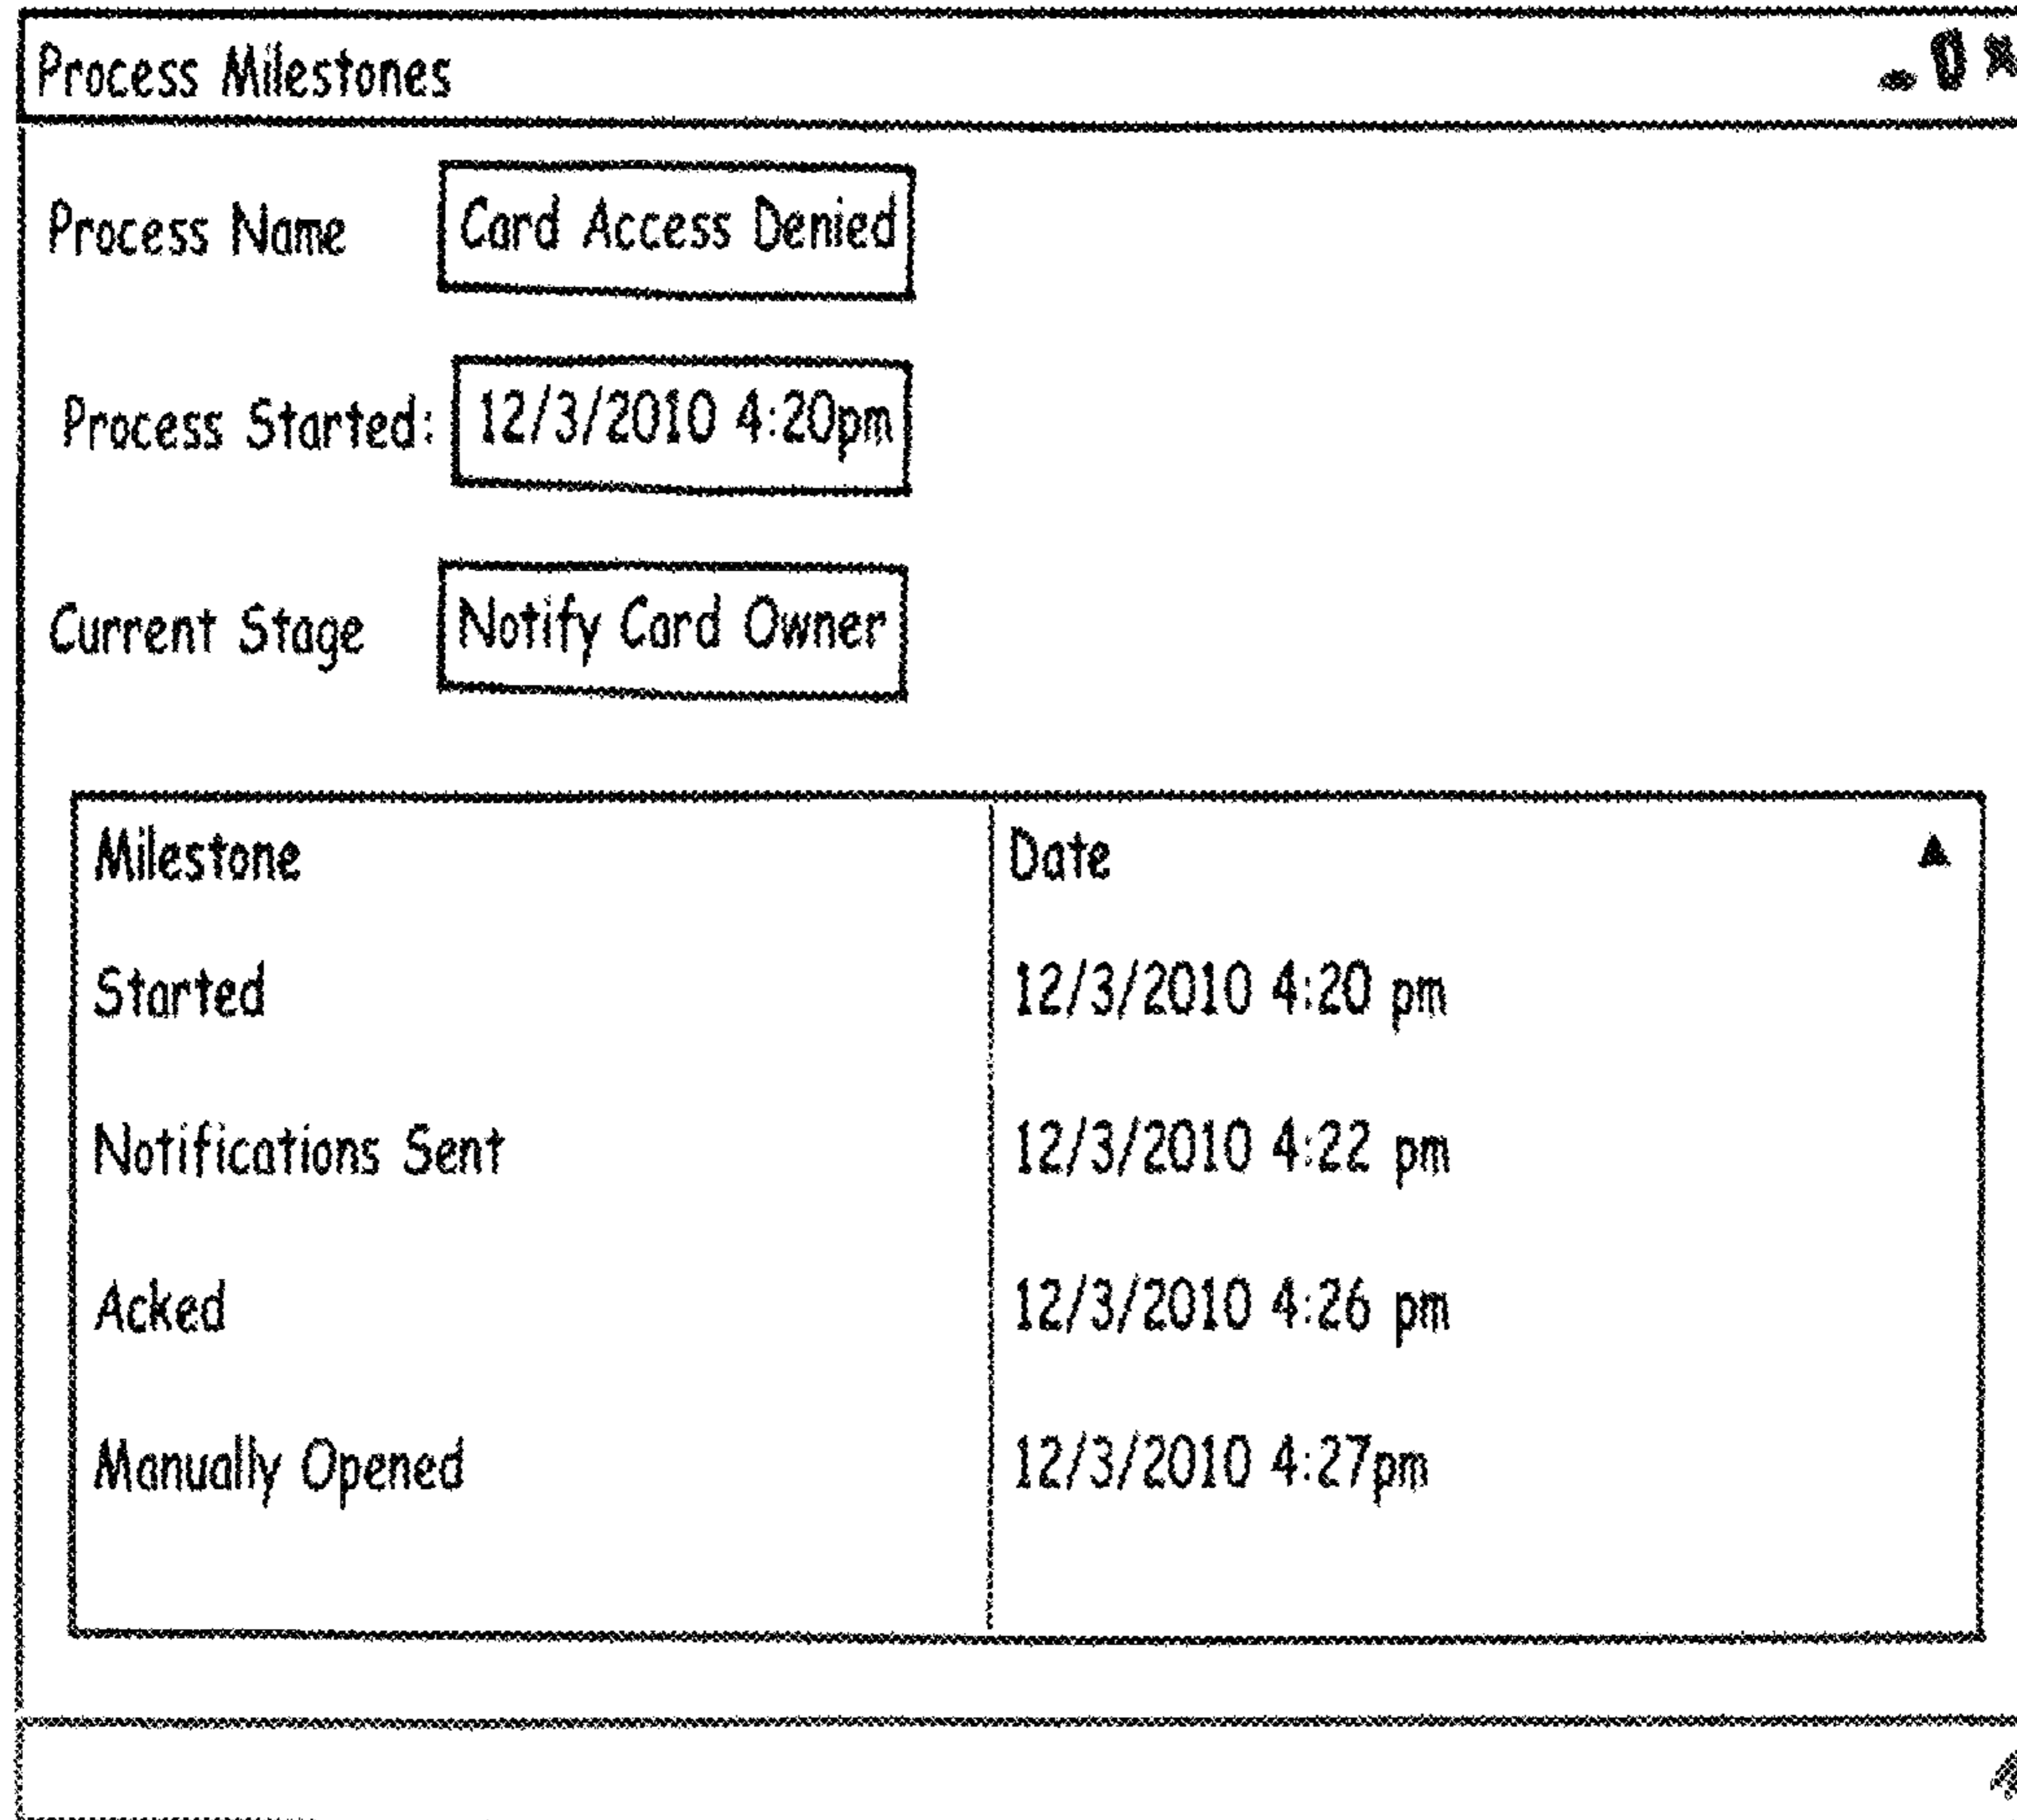 Process Milestones
Process Name Card Access Denied
Process Started: 12/3/2010 4:20pm
Current Stage Notify Card Owner
Milestone Date
Started 12/3/2010 4:20 pm
Notifications Sent 12/3/2010 4:22 pm
Acked 12/3/2010 4:26 pm
Manually Opened 12/3/2010 4:27pm